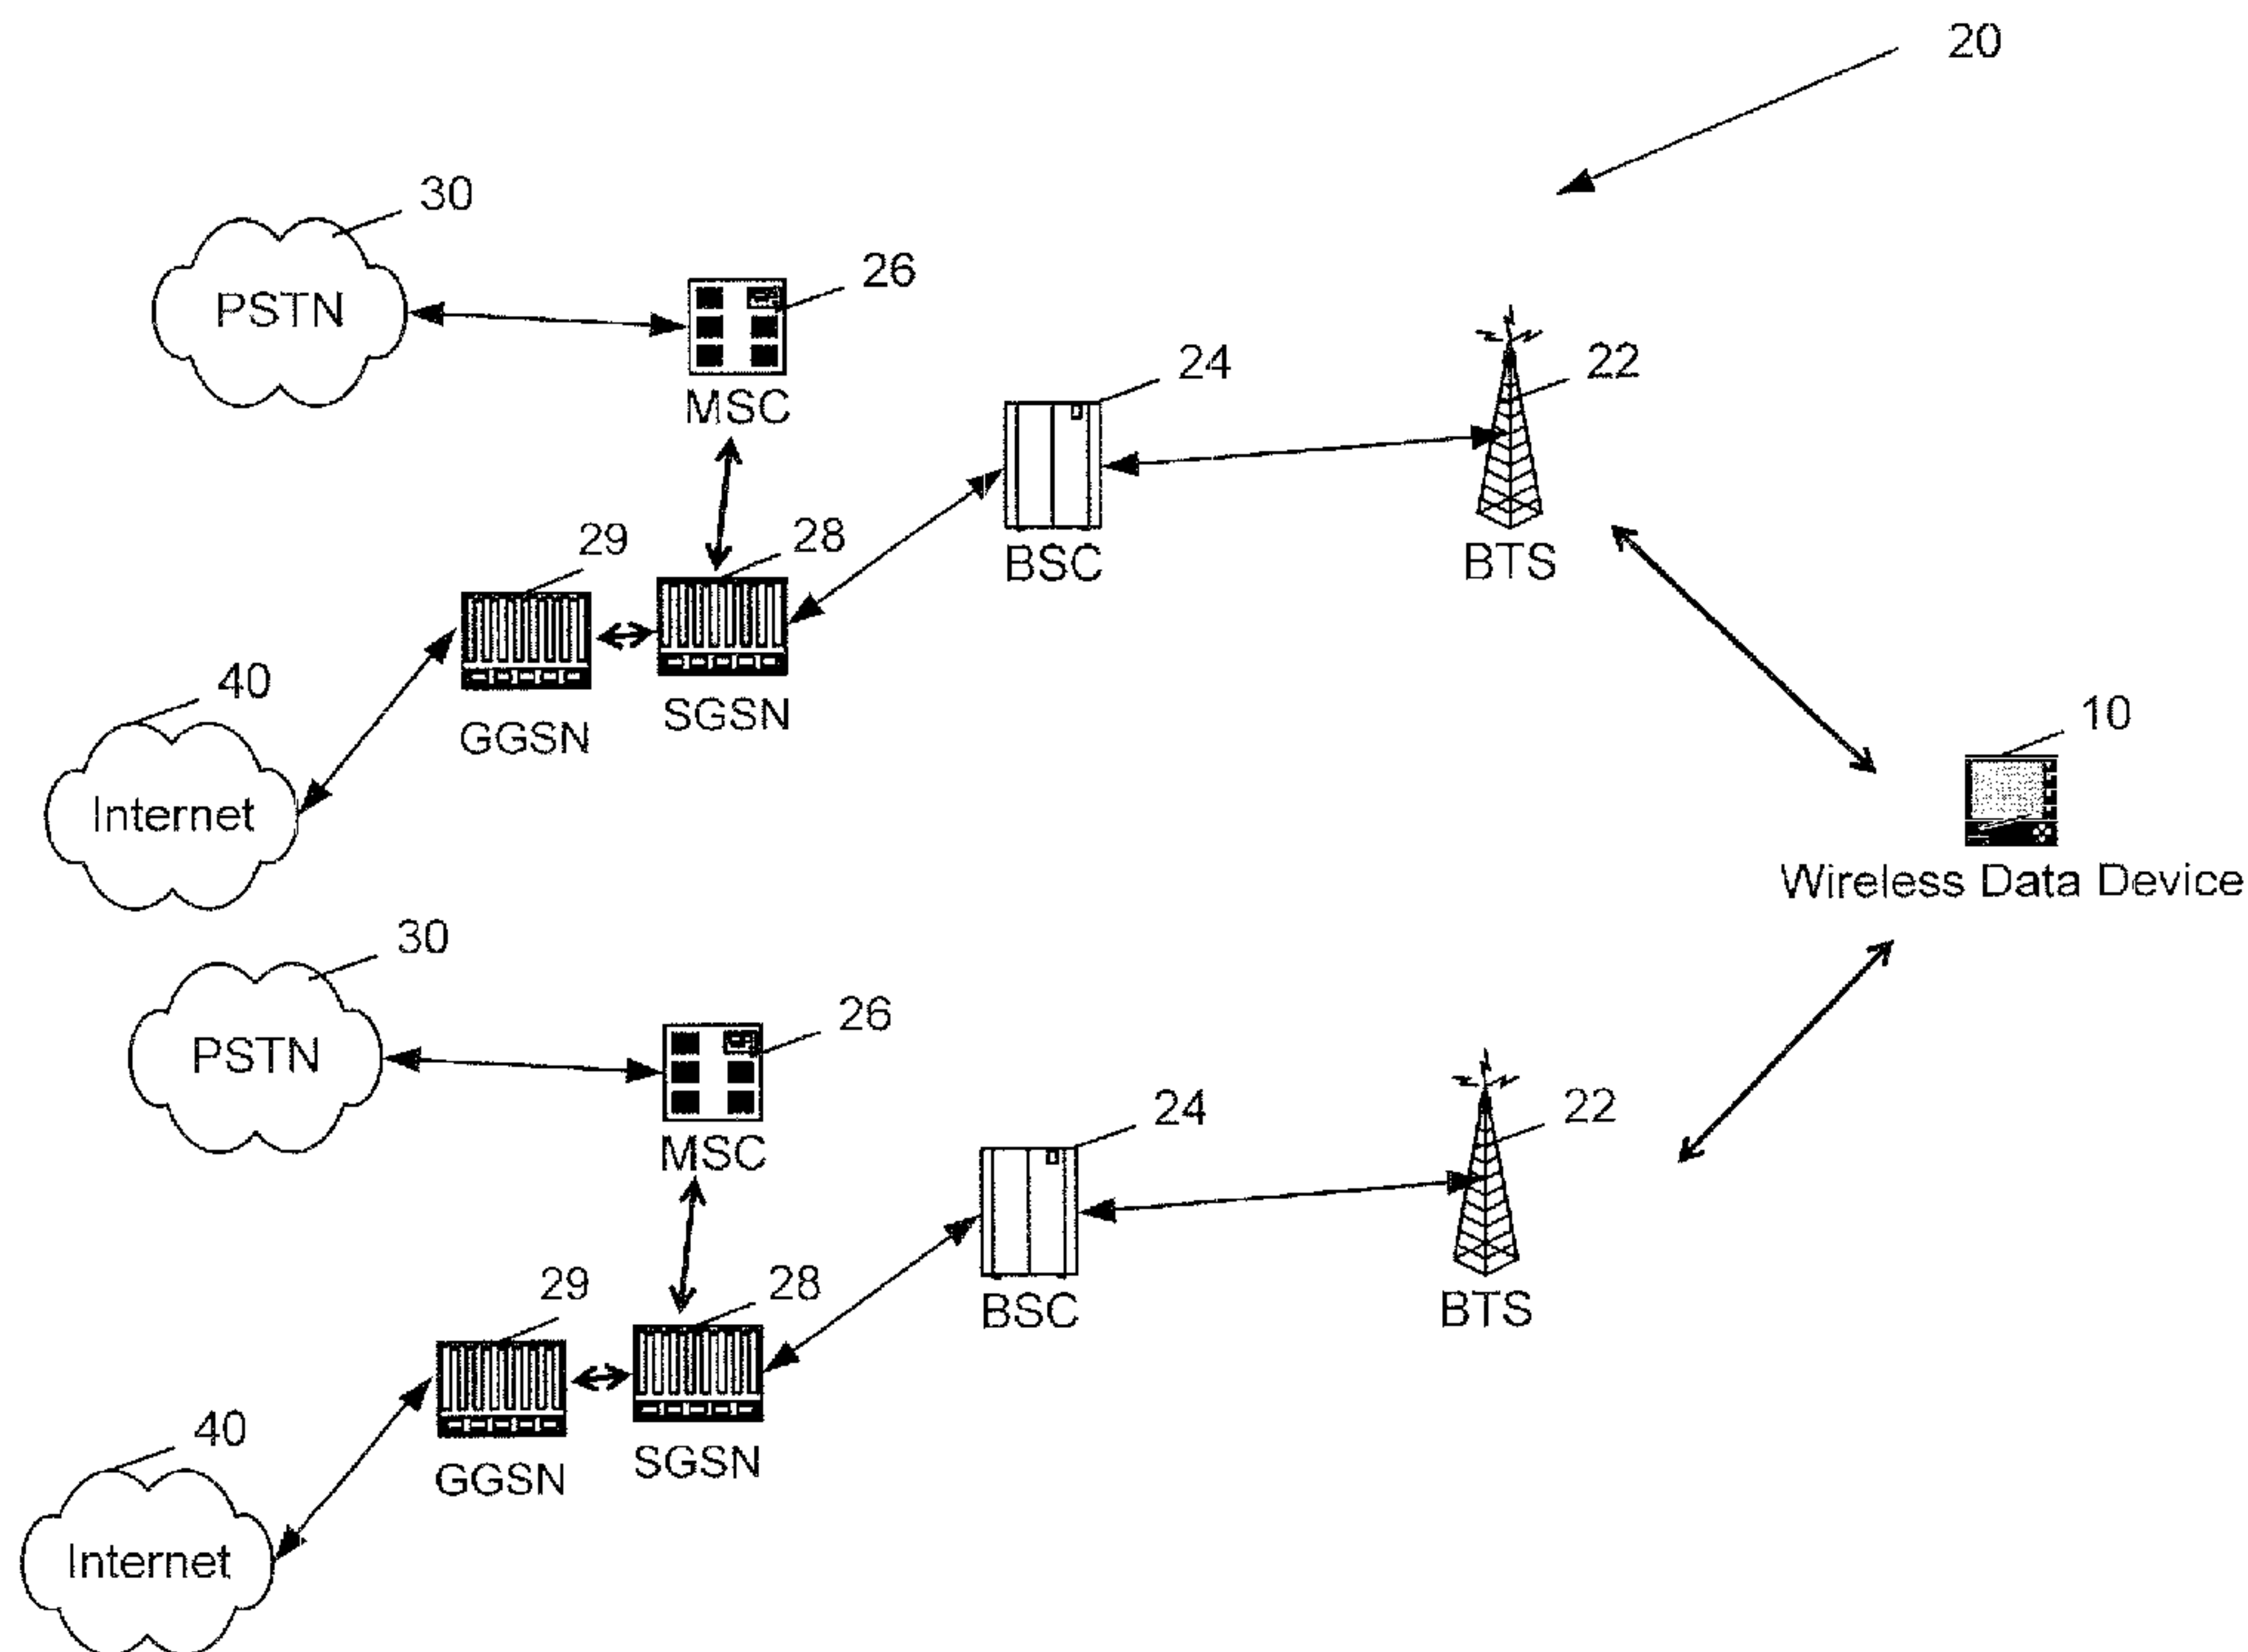 20
30
PSTN
26
MSC
24
BSC
22
BTS
29
28
GGSN
SGSN
40
Internet
10
Wireless Data Device
30
PSTN
26
MSC
24
BSC
22
BTS
29
28
GGSN
SGSN
40
Internet